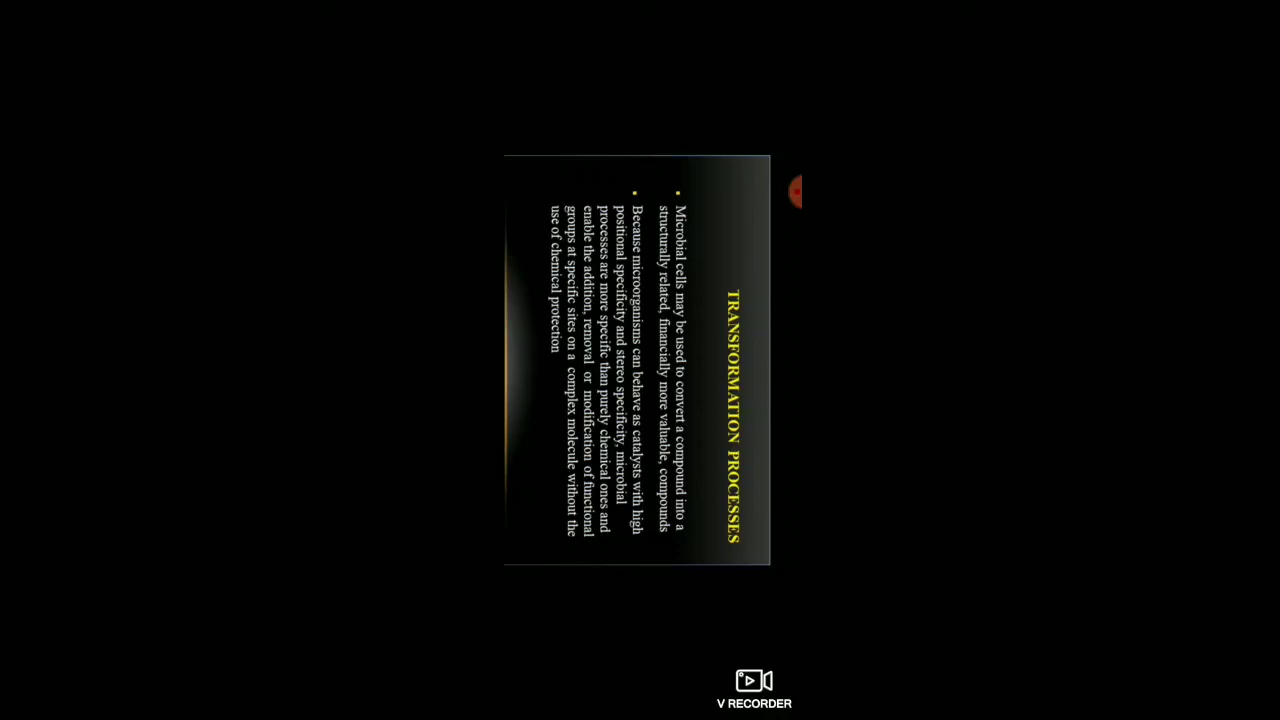 TRANSFORMATION PROCESSES
Microbial cells may be used to convert a compound into a
structurally related, financially more valuable, compounds
Because microorganisms can behave as catalysts with high
positional specificity and stereo specificity, microbial
processes are more specific than purely chemical ones and
enable the addition, removal or modification of functional
groups at specific sites on a complex molecule without the
use of chemical protection
V RECORDER